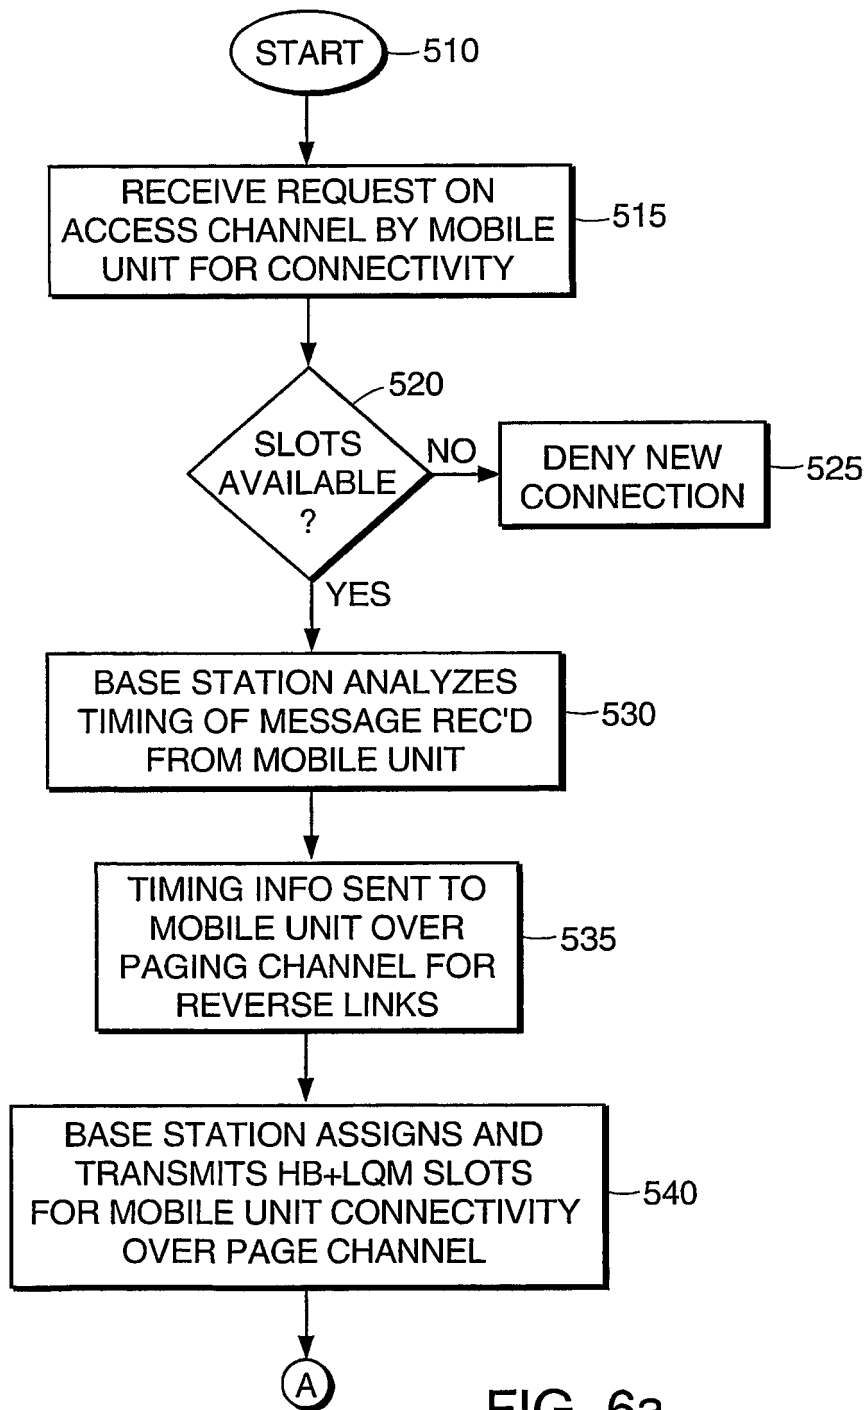 START
510
RECEIVE REQUEST ON
ACCESS CHANNEL BY MOBILE
UNIT FOR CONNECTIVITY
515
520
SLOTS
AVAILABLE
?
NO
DENY NEW
CONNECTION
525
YES
BASE STATION ANALYZES
TIMING OF MESSAGE REC'D
FROM MOBILE UNIT
530
TIMING INFO SENT TO
MOBILE UNIT OVER
PAGING CHANNEL FOR
REVERSE LINKS
535
BASE STATION ASSIGNS AND
TRANSMITS HB+LQM SLOTS
FOR MOBILE UNIT CONNECTIVITY
OVER PAGE CHANNEL
540
A
FIG. 6a